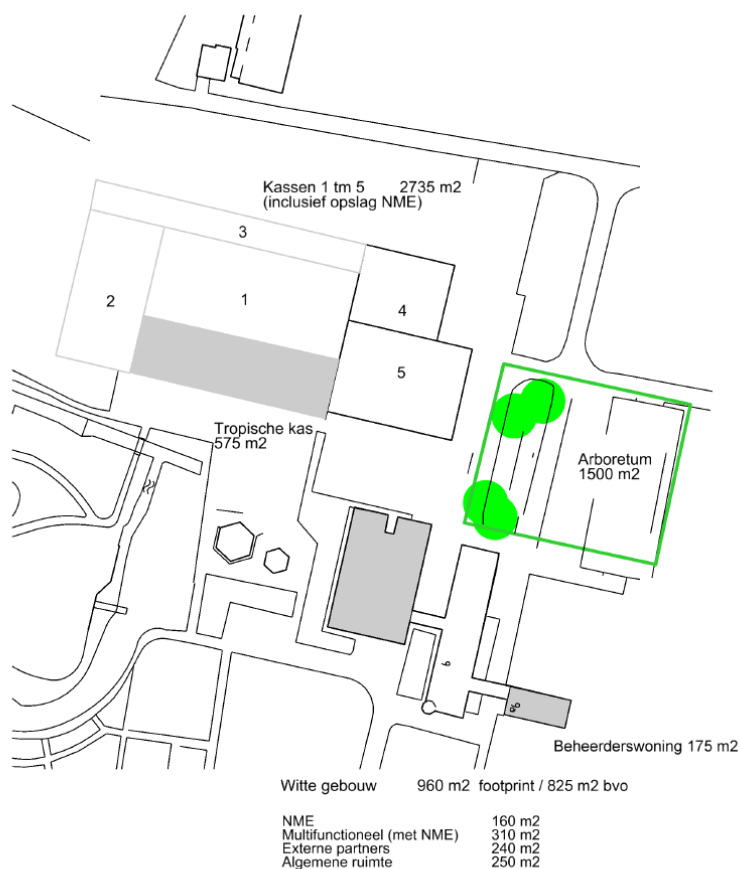 Kassen 1 tm 5 2735 m2
(inclusief opslag NME)
3
2
1
4
5
Tropische kas
575 m2
Arboretum
1500 m2
9
Beheerderswoning 175 m2
Witte gebouw 960 m2 footprint / 825 m2 bvo
NME 160 m2
Multifunctioneel (met NME) 310 m2
Externe partners 240 m2
Algemene ruimte 250 m2